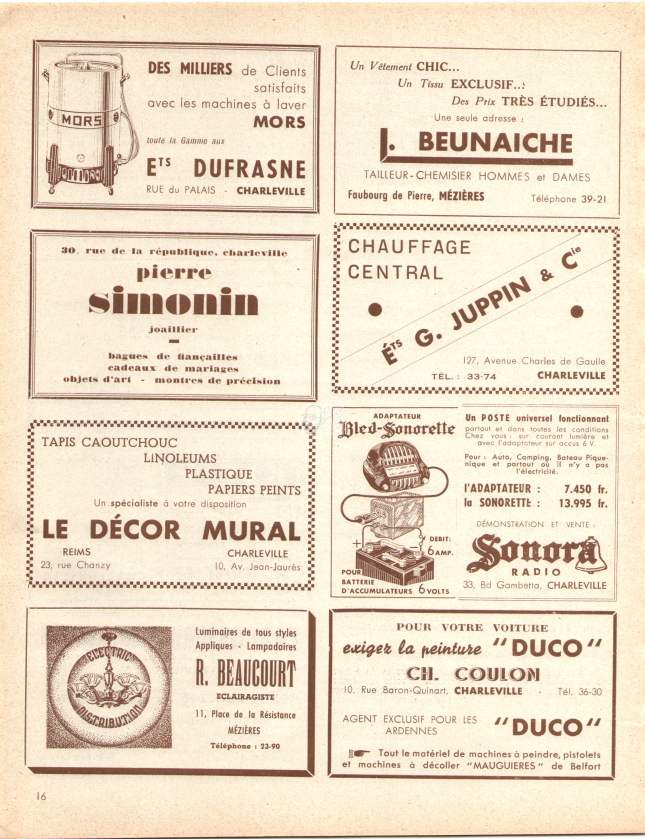 DES MILLIERS de Clients
satisfaits
avec les machines à laver
MORS
MORS
toute la Gamme aux
Ets DUFRASNE
RUE du PALAIS - CHARLEVILLE
Un Vêtement CHIC...
Un Tissu EXCLUSIF...
Des Prix TRÈS ÉTUDIÉS...
Une seule adresse :
J. BEUNAICHE
TAILLEUR-CHEMISIER HOMMES et DAMES
Faubourg de Pierre, MÉZIÈRES Téléphone 39-21
30, rue de la république, charleville
pierre
simonin
joaillier
bagues de fiançailles
cadeaux de mariages
objets d'art - montres de précision
CHAUFFAGE
CENTRAL
Éts G. JUPPIN & Cie
127, Avenue Charles de Gaulle
TÉL. : 33-74 CHARLEVILLE
TAPIS CAOUTCHOUC
LINOLEUMS
PLASTIQUE
PAPIERS PEINTS
Un spécialiste à votre disposition
LE DÉCOR MURAL
REIMS CHARLEVILLE
23, rue Chanzy 10, Av. Jean-Jaurès
ADAPTATEUR
Bled-Sonorette
DEBIT:
6 AMP.
POUR
BATTERIE
D'ACCUMULATEURS 6 VOLTS
Un POSTE universel fonctionnant
partout et dans toutes les conditions
Chez vous : sur courant lumière et
avec l'adaptateur sur accus 6 V.
Pour : Auto, Camping, Bateau Pique-
nique et partout où il n'y a pas
l'électricité.
l'ADAPTATEUR : 7.450 fr.
la SONORETTE : 13.995 fr.
DÉMONSTRATION ET VENTE :
Sonora
RADIO
33, Bd Gambetta, CHARLEVILLE
ELECTRIC
DISTRIBUTION
Luminaires de tous styles
Appliques - Lampadaires
R. BEAUCOURT
ECLAIRAGISTE
11, Place de la Résistance
MÉZIÈRES
Téléphone : 23-90
POUR VOTRE VOITURE
exigez la peinture "DUCO"
CH. COULON
10, Rue Baron-Quinart, CHARLEVILLE - Tél. 36-30
AGENT EXCLUSIF POUR LES
ARDENNES "DUCO"
Tout le matériel de machines à peindre, pistolets
et machines à décoller "MAUGUIERES" de Belfort
16